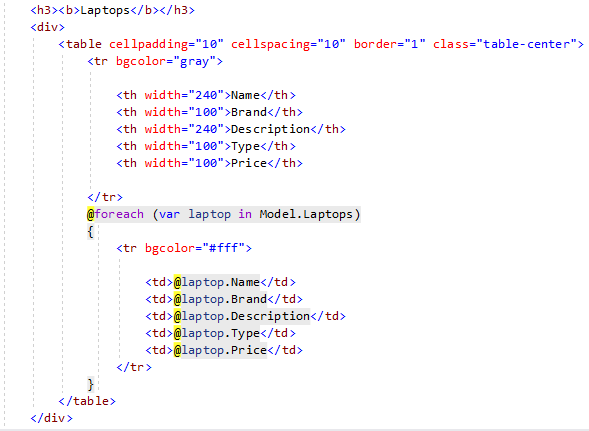 <h3><b>Laptops</b></h3>
<div>
<table cellpadding="10" cellspacing="10" border="1" class="table-center">
<tr bgcolor="gray">
<th width="240">Name</th>
<th width="100">Brand</th>
<th width="240">Description</th>
<th width="100">Type</th>
<th width="100">Price</th>
</tr>
@foreach (var laptop in Model.Laptops)
{
<tr bgcolor="#fff">
<td>@laptop.Name</td>
<td>@laptop.Brand</td>
<td>@laptop.Description</td>
<td>@laptop.Type</td>
<td>@laptop.Price</td>
</tr>
}
</table>
</div>